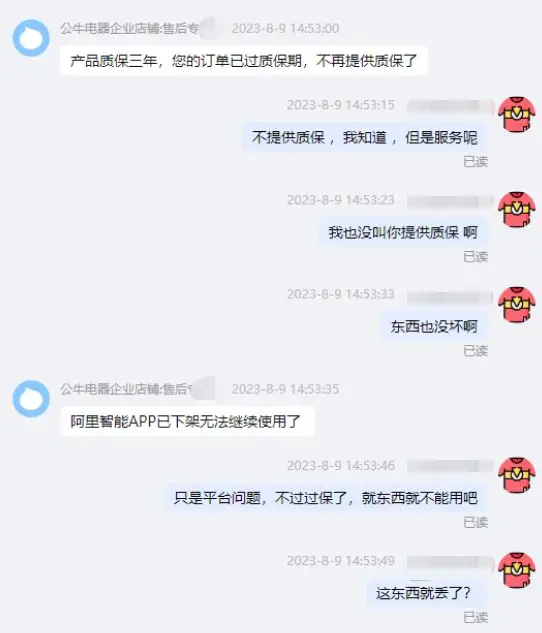 公牛电器企业店铺:售后专
2023-8-9 14:53:00
产品质保三年，您的订单已过质保期，不再提供质保了
2023-8-9 14:53:15
不提供质保 ，我知道 ，但是服务呢
已读
2023-8-9 14:53:23
我也没叫你提供质保 啊
已读
2023-8-9 14:53:33
东西也没坏啊
已读
公牛电器企业店铺:售后专
2023-8-9 14:53:35
阿里智能APP已下架无法继续使用了
2023-8-9 14:53:46
只是平台问题，不过过保了，就东西就不能用吧
已读
2023-8-9 14:53:49
这东西就丢了?
已读